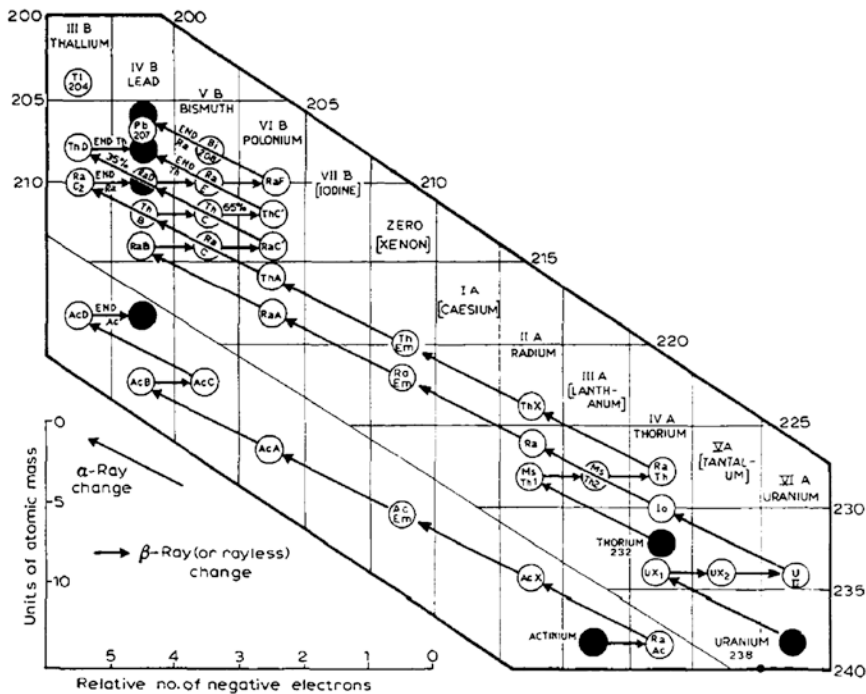 200
200
III B
THALLIUM
Tl
204
IV B
LEAD
205
205
V B
BISMUTH
Pb
207
Bi
208
END
Ra
VI B
POLONIUM
Th D
END Th
35%
END
Th
VII B
[IODINE]
210
210
Ra
C2
END
Ra
RaD
Ra
E
RaF
Th
B
Th
C
65%
ThC'
ZERO
[XENON]
RaB
Ra
C
RaC'
215
ThA
I A
[CAESIUM]
AcD
END
Ac
RaA
220
Th
Em
II A
RADIUM
AcB
AcC
Ra
Em
III A
[LANTH-
ANUM]
ThX
IV A
THORIUM
225
0
α-Ray
change
AcA
Ra
Ms
Th1
Ms
Th2
Ra
Th
VA
[TANTAL-
UM]
VI A
URANIUM
5
Ac
Em
Io
230
β-Ray (or rayless)
change
THORIUM
232
10
AcX
UX1
UX2
U
II
235
ACTINIUM
Ra
Ac
URANIUM
238
240
Units of atomic mass
5
4
3
2
1
0
Relative no. of negative electrons